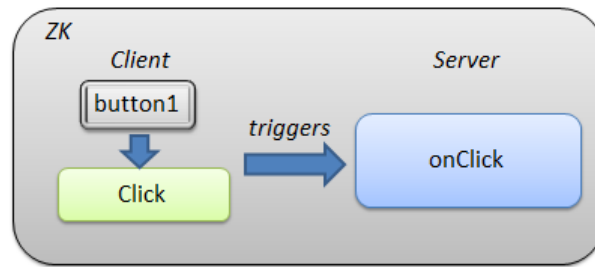 ZK
Client
Server
button1
triggers
Click
onClick